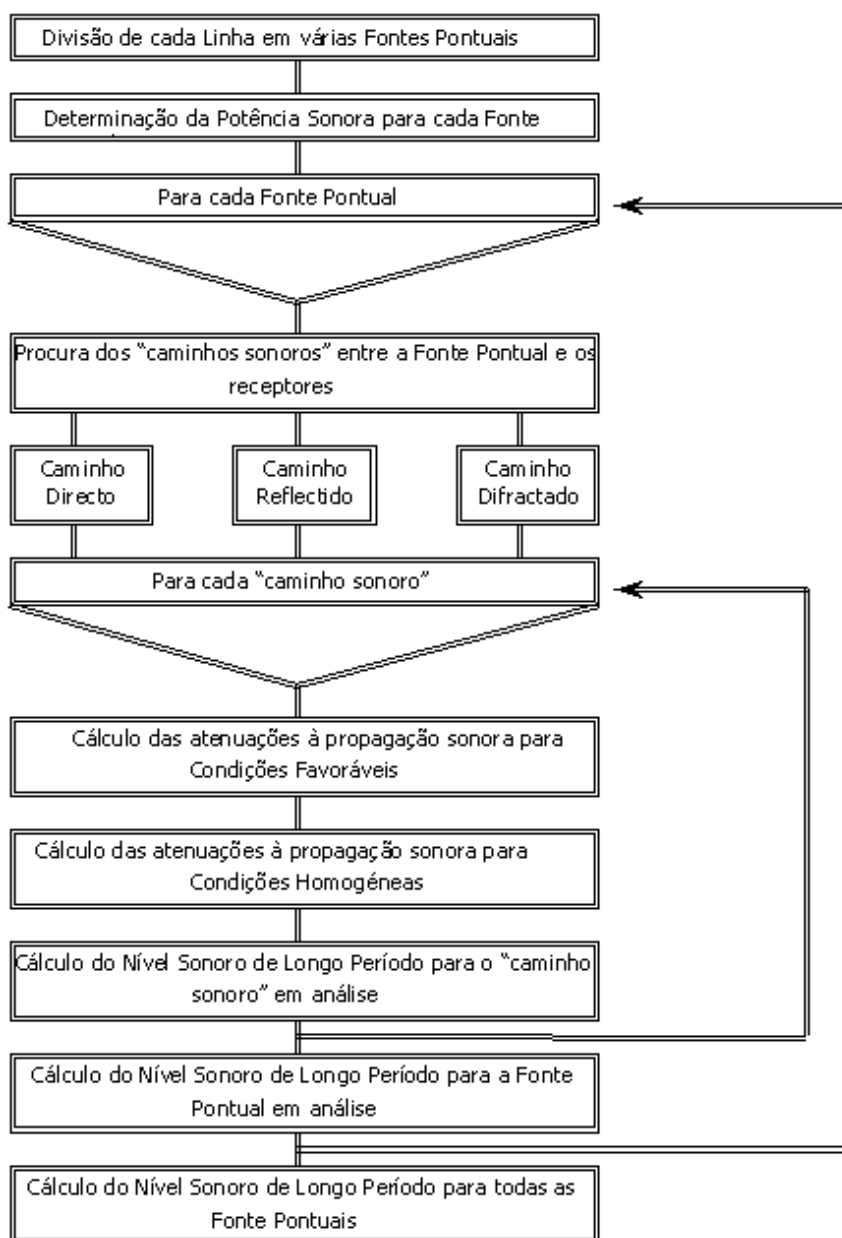 Divisão de cada Linha em várias Fontes Pontuais
Determinação da Potência Sonora para cada Fonte
Para cada Fonte Pontual
Procura dos “caminhos sonoros” entre a Fonte Pontual e os
receptores
Caminho
Directo
Caminho
Reflectido
Caminho
Difractado
Para cada “caminho sonoro”
Cálculo das atenuações à propagação sonora para
Condições Favoráveis
Cálculo das atenuações à propagação sonora para
Condições Homogéneas
Cálculo do Nível Sonoro de Longo Período para o “caminho
sonoro” em análise
Cálculo do Nível Sonoro de Longo Período para a Fonte
Pontual em análise
Cálculo do Nível Sonoro de Longo Período para todas as
Fonte Pontuais